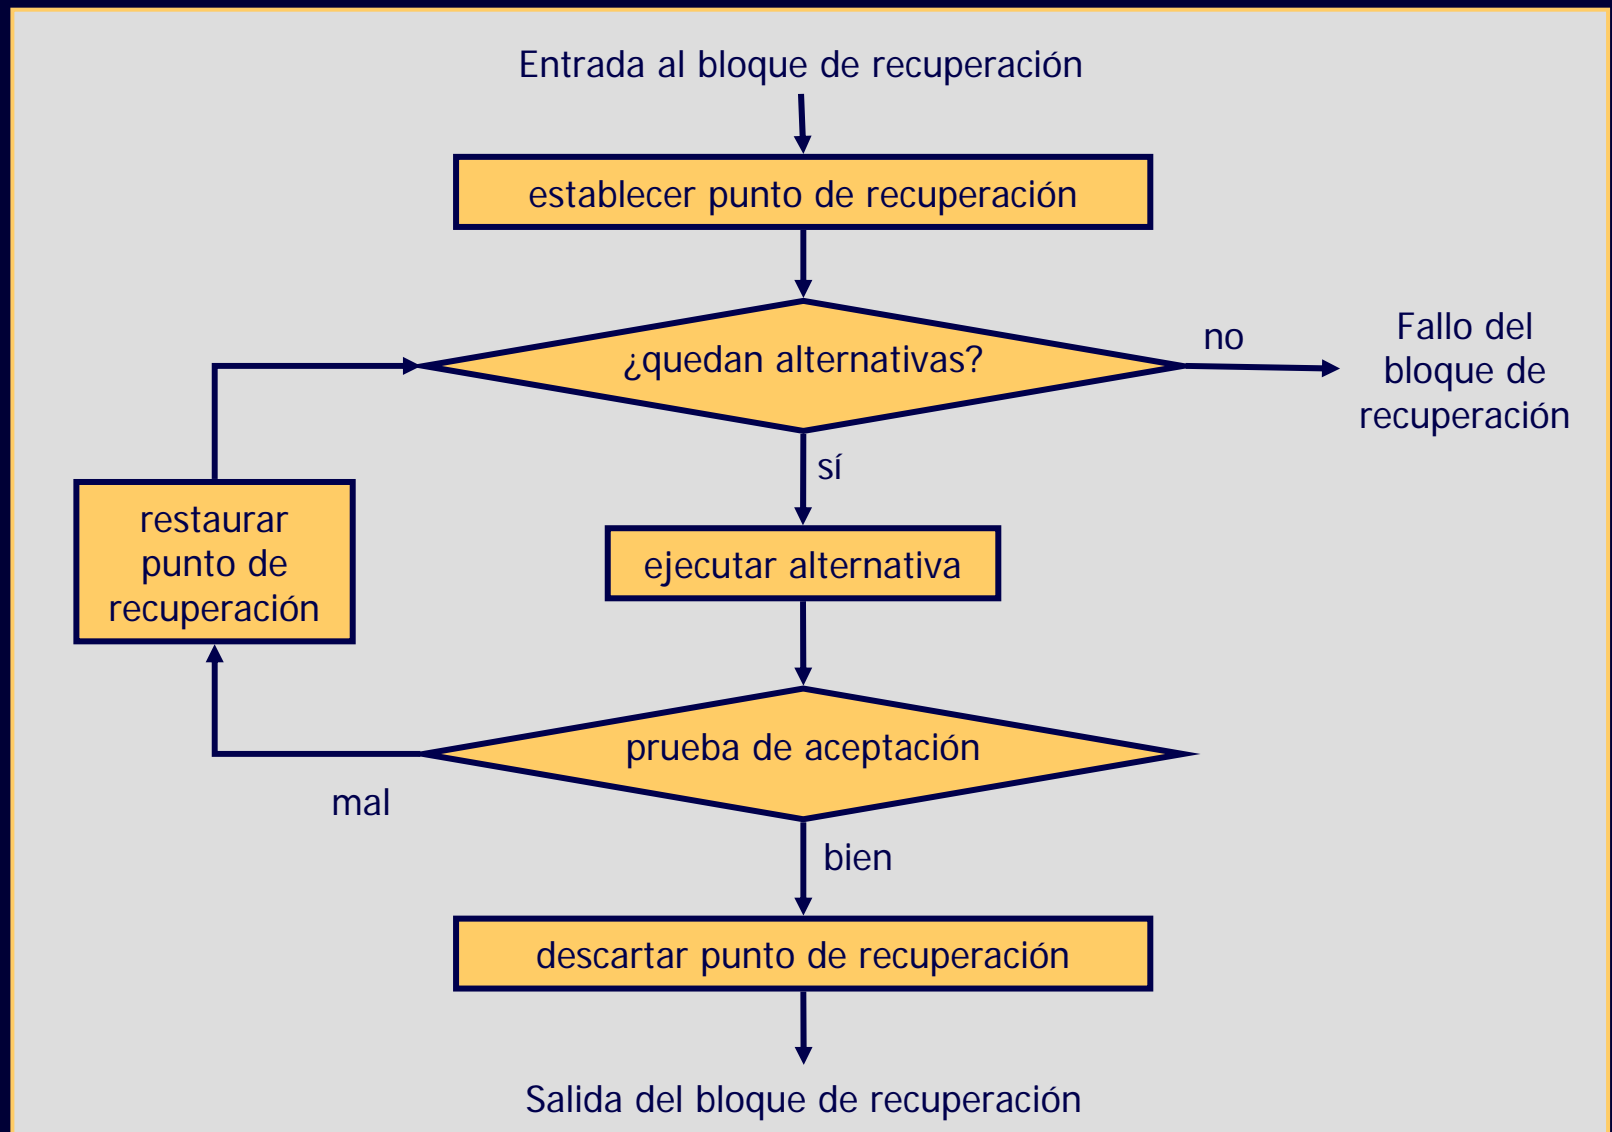 Entrada al bloque de recuperación
establecer punto de recuperación
¿quedan alternativas?
no
Fallo del
bloque de
recuperación
sí
restaurar
punto de
recuperación
ejecutar alternativa
prueba de aceptación
mal
bien
descartar punto de recuperación
Salida del bloque de recuperación